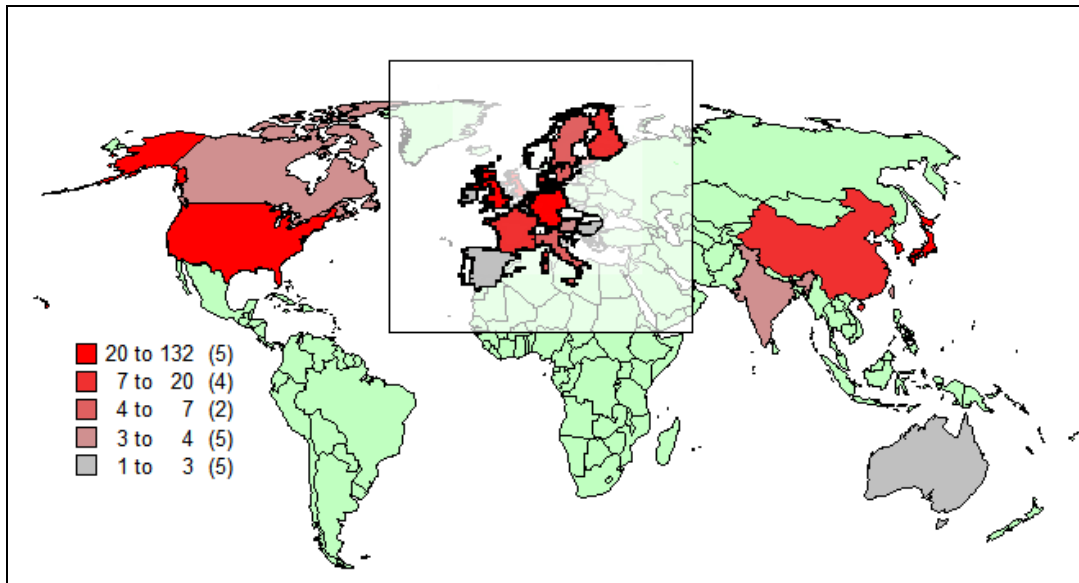 20 to 132 (5)
7 to 20 (4)
4 to 7 (2)
3 to 4 (5)
1 to 3 (5)